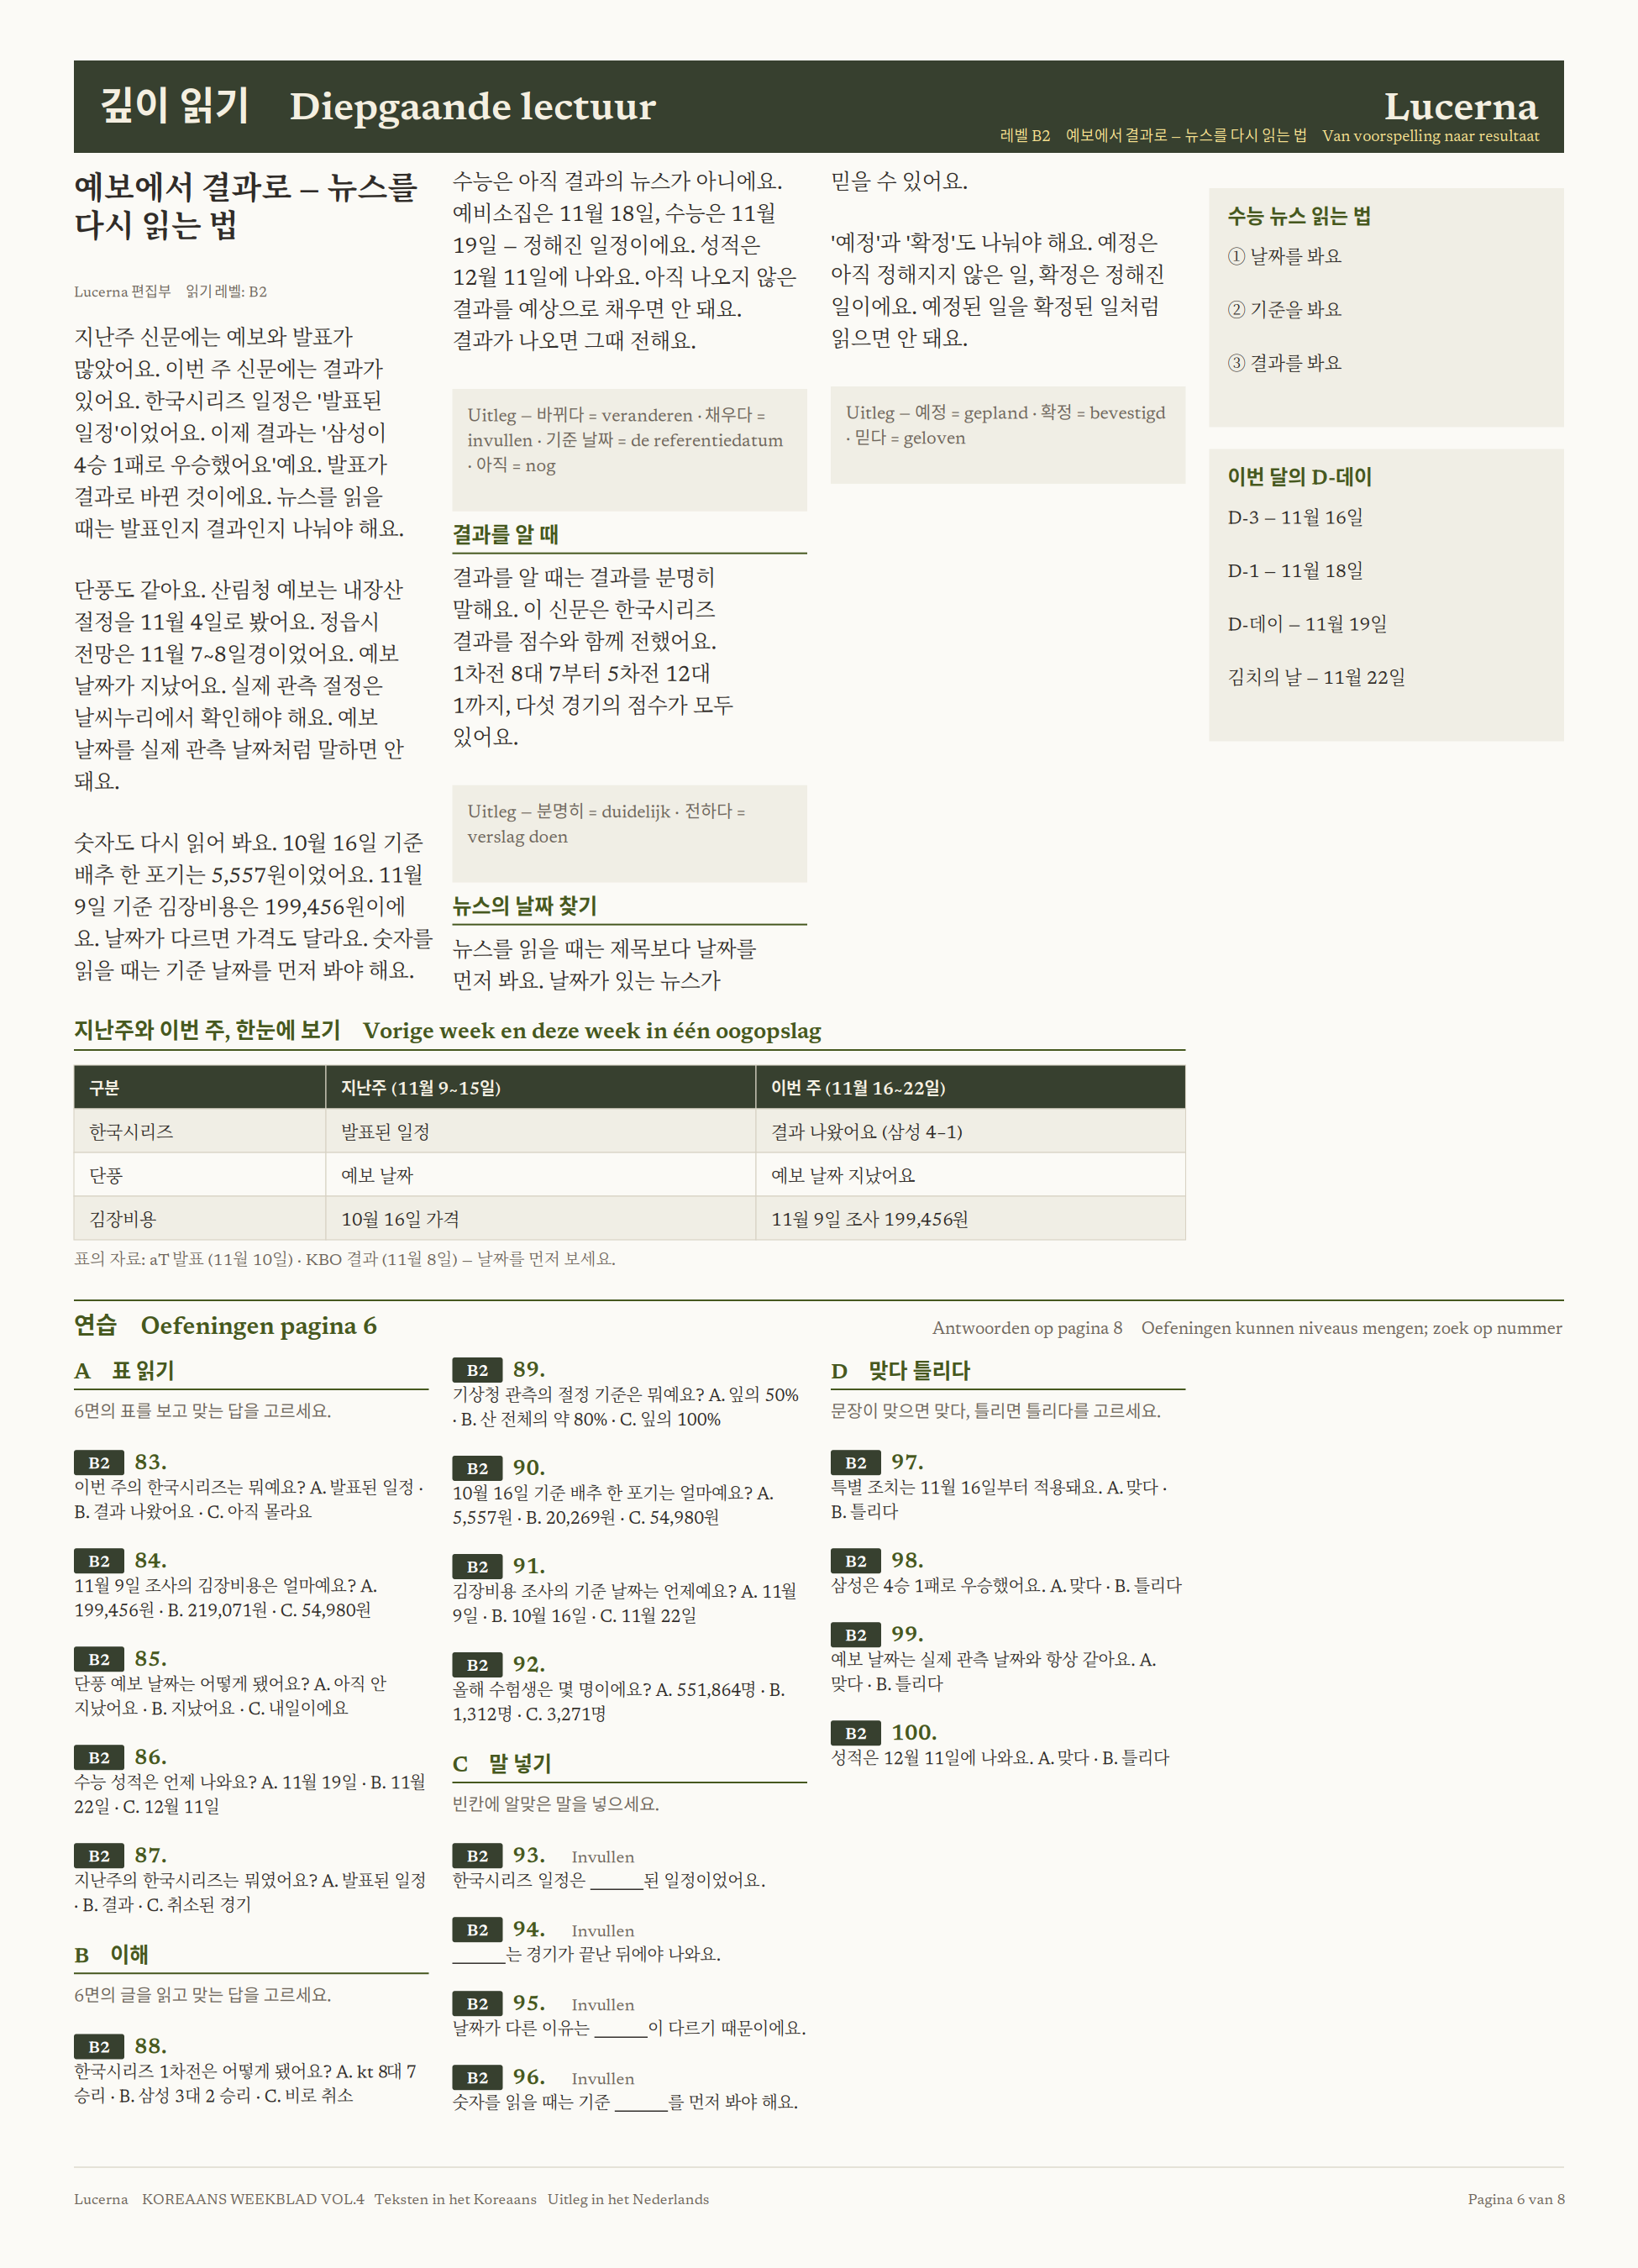 깊이 읽기 Diepgaande lectuur
Lucerna
레벨 B2 예보에서 결과로 – 뉴스를 다시 읽는 법 Van voorspelling naar resultaat
예보에서 결과로 – 뉴스를
다시 읽는 법
Lucerna 편집부 읽기 레벨: B2
지난주 신문에는 예보와 발표가
많았어요. 이번 주 신문에는 결과가
있어요. 한국시리즈 일정은 '발표된
일정'이었어요. 이제 결과는 '삼성이
4승 1패로 우승했어요'예요. 발표가
결과로 바뀐 것이에요. 뉴스를 읽을
때는 발표인지 결과인지 나눠야 해요.
단풍도 같아요. 산림청 예보는 내장산
절정을 11월 4일로 봤어요. 정읍시
전망은 11월 7~8일경이었어요. 예보
날짜가 지났어요. 실제 관측 절정은
날씨누리에서 확인해야 해요. 예보
날짜를 실제 관측 날짜처럼 말하면 안
돼요.
숫자도 다시 읽어 봐요. 10월 16일 기준
배추 한 포기는 5,557원이었어요. 11월
9일 기준 김장비용은 199,456원이에
요. 날짜가 다르면 가격도 달라요. 숫자를
읽을 때는 기준 날짜를 먼저 봐야 해요.
수능은 아직 결과의 뉴스가 아니에요.
예비소집은 11월 18일, 수능은 11월
19일 – 정해진 일정이에요. 성적은
12월 11일에 나와요. 아직 나오지 않은
결과를 예상으로 채우면 안 돼요.
결과가 나오면 그때 전해요.
Uitleg – 바뀌다 = veranderen · 채우다 =
invullen · 기준 날짜 = de referentiedatum
· 아직 = nog
결과를 알 때
결과를 알 때는 결과를 분명히
말해요. 이 신문은 한국시리즈
결과를 점수와 함께 전했어요.
1차전 8대 7부터 5차전 12대
1까지, 다섯 경기의 점수가 모두
있어요.
Uitleg – 분명히 = duidelijk · 전하다 =
verslag doen
뉴스의 날짜 찾기
뉴스를 읽을 때는 제목보다 날짜를
먼저 봐요. 날짜가 있는 뉴스가
믿을 수 있어요.
'예정'과 '확정'도 나눠야 해요. 예정은
아직 정해지지 않은 일, 확정은 정해진
일이에요. 예정된 일을 확정된 일처럼
읽으면 안 돼요.
Uitleg – 예정 = gepland · 확정 = bevestigd
· 믿다 = geloven
수능 뉴스 읽는 법
① 날짜를 봐요
② 기준을 봐요
③ 결과를 봐요
이번 달의 D-데이
D-3 – 11월 16일
D-1 – 11월 18일
D-데이 – 11월 19일
김치의 날 – 11월 22일
지난주와 이번 주, 한눈에 보기 Vorige week en deze week in één oogopslag
구분 지난주 (11월 9~15일) 이번 주 (11월 16~22일)
한국시리즈 발표된 일정 결과 나왔어요 (삼성 4–1)
단풍 예보 날짜 예보 날짜 지났어요
김장비용 10월 16일 가격 11월 9일 조사 199,456원
표의 자료: aT 발표 (11월 10일) · KBO 결과 (11월 8일) – 날짜를 먼저 보세요.
연습 Oefeningen pagina 6
Antwoorden op pagina 8 Oefeningen kunnen niveaus mengen; zoek op nummer
A 표 읽기
6면의 표를 보고 맞는 답을 고르세요.
B2 83.
이번 주의 한국시리즈는 뭐예요? A. 발표된 일정 ·
B. 결과 나왔어요 · C. 아직 몰라요
B2 84.
11월 9일 조사의 김장비용은 얼마예요? A.
199,456원 · B. 219,071원 · C. 54,980원
B2 85.
단풍 예보 날짜는 어떻게 됐어요? A. 아직 안
지났어요 · B. 지났어요 · C. 내일이에요
B2 86.
수능 성적은 언제 나와요? A. 11월 19일 · B. 11월
22일 · C. 12월 11일
B2 87.
지난주의 한국시리즈는 뭐였어요? A. 발표된 일정
· B. 결과 · C. 취소된 경기
B 이해
6면의 글을 읽고 맞는 답을 고르세요.
B2 88.
한국시리즈 1차전은 어떻게 됐어요? A. kt 8대 7
승리 · B. 삼성 3대 2 승리 · C. 비로 취소
B2 89.
기상청 관측의 절정 기준은 뭐예요? A. 잎의 50%
· B. 산 전체의 약 80% · C. 잎의 100%
B2 90.
10월 16일 기준 배추 한 포기는 얼마예요? A.
5,557원 · B. 20,269원 · C. 54,980원
B2 91.
김장비용 조사의 기준 날짜는 언제예요? A. 11월
9일 · B. 10월 16일 · C. 11월 22일
B2 92.
올해 수험생은 몇 명이에요? A. 551,864명 · B.
1,312명 · C. 3,271명
C 말 넣기
빈칸에 알맞은 말을 넣으세요.
B2 93. Invullen
한국시리즈 일정은 ______된 일정이었어요.
B2 94. Invullen
______는 경기가 끝난 뒤에야 나와요.
B2 95. Invullen
날짜가 다른 이유는 ______이 다르기 때문이에요.
B2 96. Invullen
숫자를 읽을 때는 기준 ______를 먼저 봐야 해요.
D 맞다 틀리다
문장이 맞으면 맞다, 틀리면 틀리다를 고르세요.
B2 97.
특별 조치는 11월 16일부터 적용돼요. A. 맞다 ·
B. 틀리다
B2 98.
삼성은 4승 1패로 우승했어요. A. 맞다 · B. 틀리다
B2 99.
예보 날짜는 실제 관측 날짜와 항상 같아요. A.
맞다 · B. 틀리다
B2 100.
성적은 12월 11일에 나와요. A. 맞다 · B. 틀리다
Lucerna KOREAANS WEEKBLAD VOL.4 Teksten in het Koreaans Uitleg in het Nederlands
Pagina 6 van 8